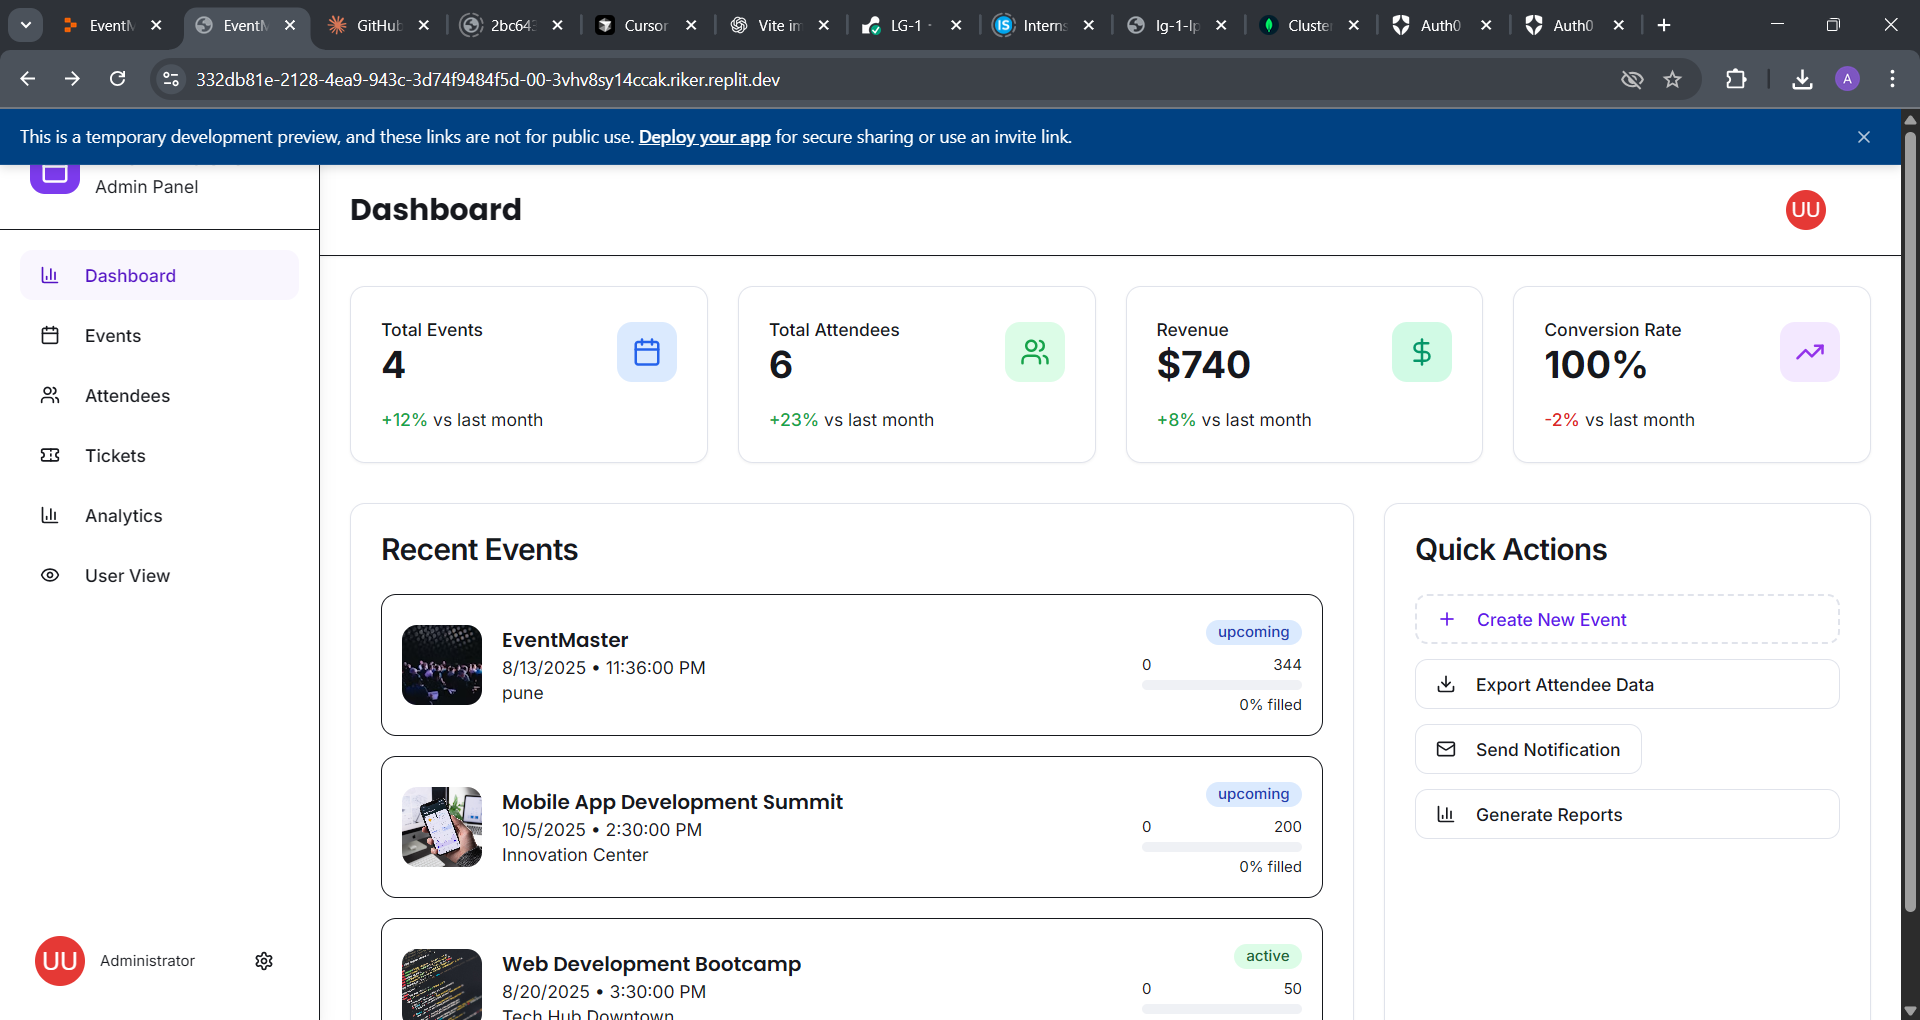 EventM
EventM
GitHub
2bc643
Cursor
Vite im
LG-1 -
IS
Interns
lg-1-lp
Cluster
Auth0
Auth0
332db81e-2128-4ea9-943c-3d74f9484f5d-00-3vhv8sy14ccak.riker.replit.dev
A
This is a temporary development preview, and these links are not for public use. Deploy your app for secure sharing or use an invite link.
Admin Panel
Dashboard
UU
Dashboard
Events
Attendees
Tickets
Analytics
User View
Total Events
4
+12% vs last month
Total Attendees
6
+23% vs last month
Revenue
$740
+8% vs last month
Conversion Rate
100%
-2% vs last month
Recent Events
EventMaster
8/13/2025 • 11:36:00 PM
pune
upcoming
0 344
0% filled
Mobile App Development Summit
10/5/2025 • 2:30:00 PM
Innovation Center
upcoming
0 200
0% filled
Web Development Bootcamp
8/20/2025 • 3:30:00 PM
Tech Hub Downtown
active
0 50
Quick Actions
Create New Event
Export Attendee Data
Send Notification
Generate Reports
UU
Administrator